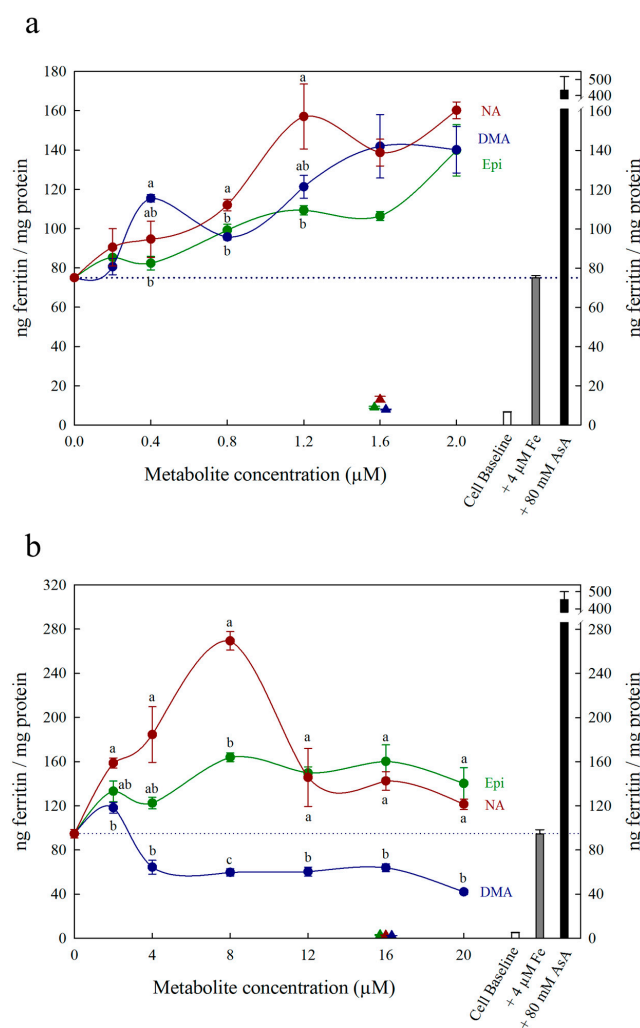 a
180
160
140
120
100
80
60
40
20
0
ng ferritin / mg protein
0.0 0.4 0.8 1.2 1.6 2.0
Metabolite concentration (µM)
a
a
a
ab
ab
b
b
b
b
NA
DMA
Epi
500
400
160
140
120
100
80
60
40
20
0
ng ferritin / mg protein
Cell Baseline
+ 4 µM Fe
+ 80 mM AsA
b
320
280
240
200
160
120
80
40
0
ng ferritin / mg protein
0 4 8 12 16 20
Metabolite concentration (µM)
a
a
a
ab
ab
b
a
a
a
b
b
c
b
b
b
a
a
a
Epi
NA
DMA
500
400
280
240
200
160
120
80
40
0
ng ferritin / mg protein
Cell Baseline
+ 4 µM Fe
+ 80 mM AsA